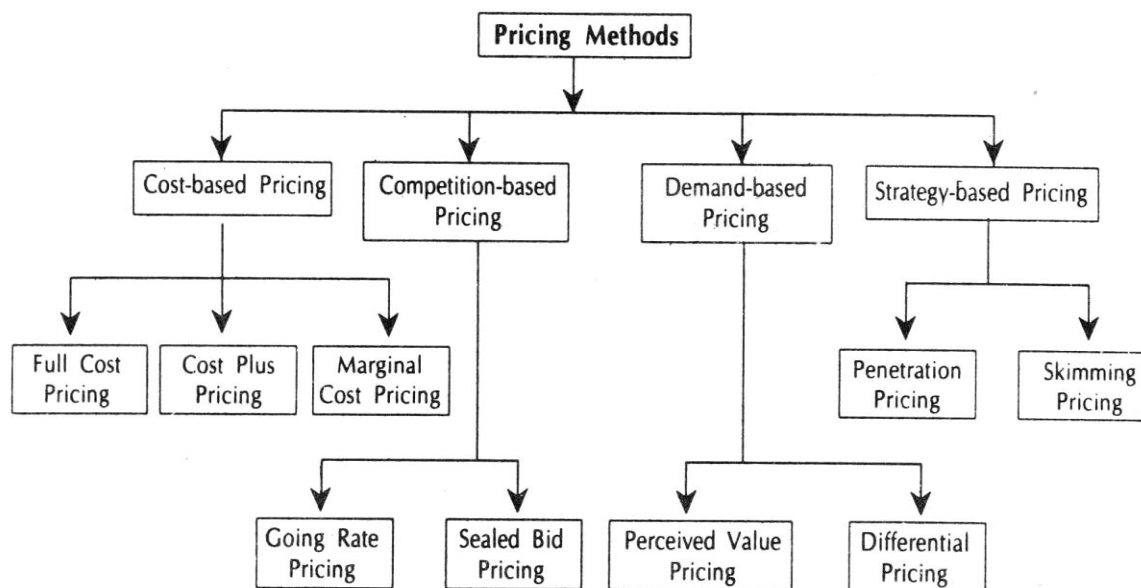 Pricing Methods
Cost-based Pricing
Competition-based
Pricing
Demand-based
Pricing
Strategy-based Pricing
Full Cost
Pricing
Cost Plus
Pricing
Marginal
Cost Pricing
Penetration
Pricing
Skimming
Pricing
Going Rate
Pricing
Sealed Bid
Pricing
Perceived Value
Pricing
Differential
Pricing